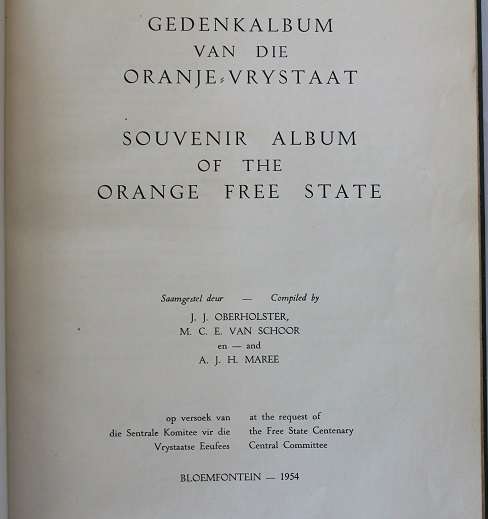 GEDENKALBUM
VAN DIE
ORANJE-VRYSTAAT
SOUVENIR ALBUM
OF THE
ORANGE FREE STATE
Saamgestel deur — Compiled by
J. J. OBERHOLSTER,
M. C. E. VAN SCHOOR
en — and
A. J. H. MAREE
op versoek van at the request of
die Sentrale Komitee vir die the Free State Centenary
Vrystaatse Eeufees Central Committee
BLOEMFONTEIN — 1954